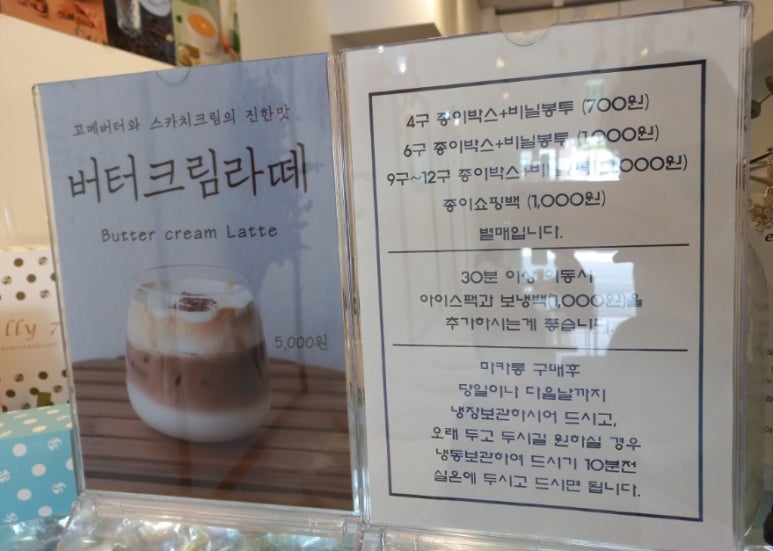 고메버터와 스카치크림의 진한맛
버터크림라떼
Butter cream Latte
5,000원
4구 종이박스+비닐봉투 (700원)
6구 종이박스+비닐봉투 (1,000원)
9구~12구 종이박스+비닐
종이쇼핑백 (1,000원)
별매입니다.
30분 이상 이동시
아이스팩과 보냉백(1,000원)을
추가하시는게 좋습니다.
마카롱 구매후
당일이나 다음날까지
냉장보관하시어 드시고,
오래 두고 두시길 원하실 경우
냉동보관하여 드시기 10분전
실온에 두시고 드시면 됩니다.